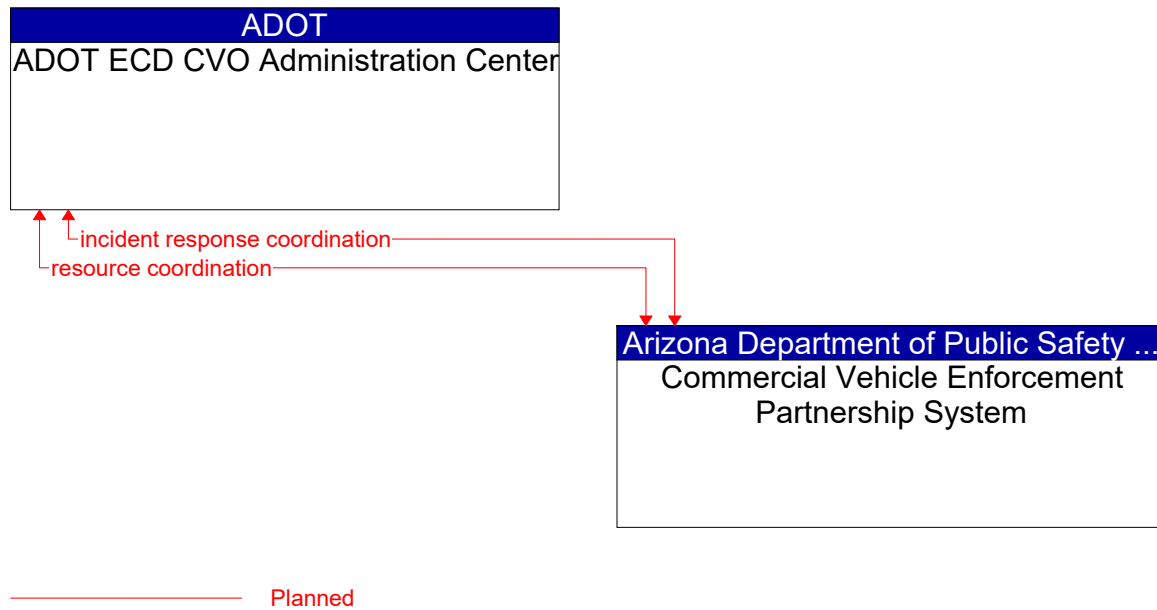 ADOT
ADOT ECD CVO Administration Center
incident response coordination
resource coordination
Arizona Department of Public Safety ...
Commercial Vehicle Enforcement
Partnership System
Planned